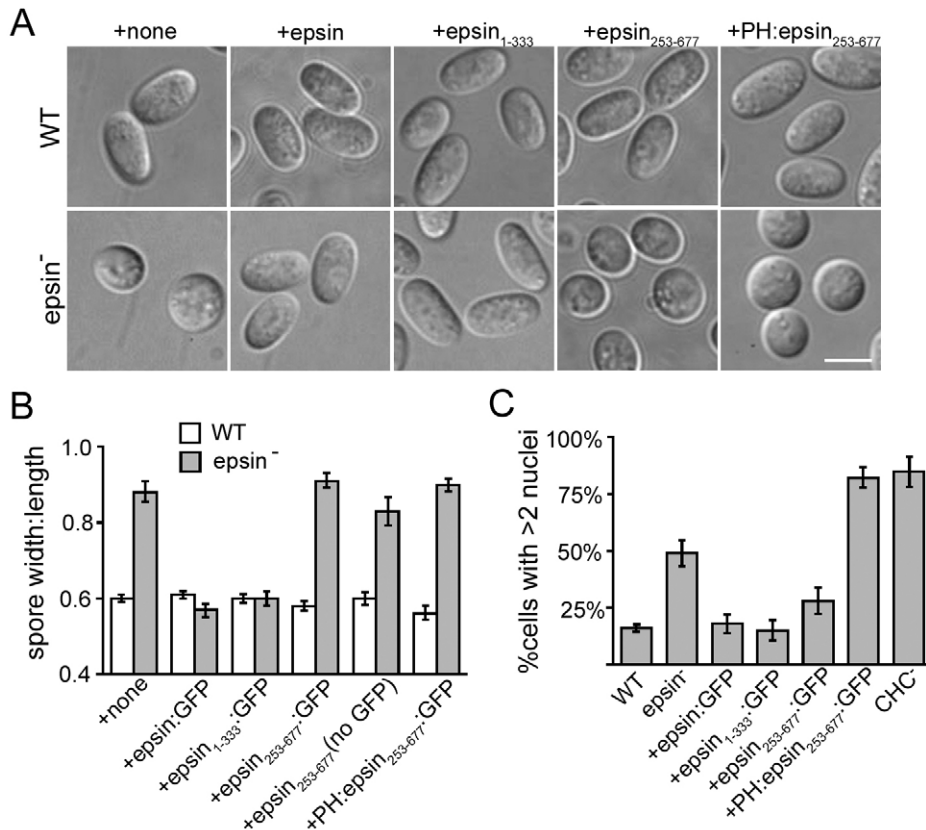 A
+none +epsin +epsin1-333 +epsin253-677 +PH:epsin253-677
WT
epsin-
B
WT
epsin -
spore width:length
1.0
0.8
0.6
0.4
+none
+epsin:GFP
+epsin1-333:GFP
+epsin253-677:GFP
+epsin253-677(no GFP)
+PH:epsin253-677:GFP
C
%cells with >2 nuclei
100%
75%
50%
25%
WT
epsin-
+epsin:GFP
+epsin1-333:GFP
+epsin253-677:GFP
+PH:epsin253-677:GFP
CHC-